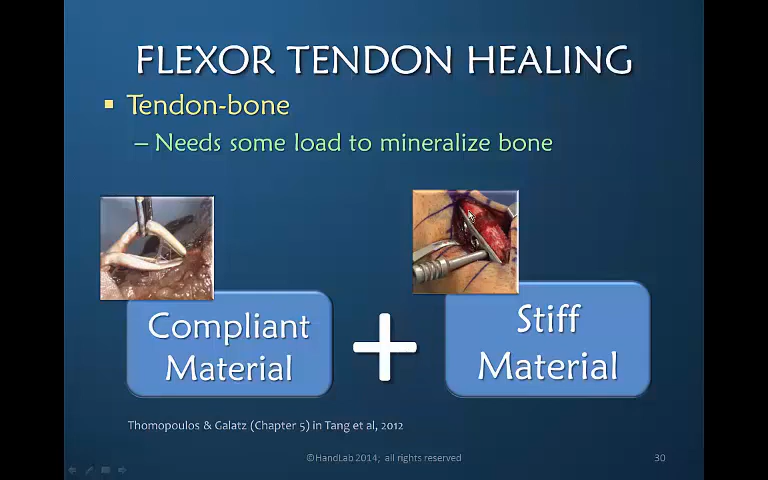 FLEXOR TENDON HEALING
▪ Tendon-bone
– Needs some load to mineralize bone
Compliant
Material
+
Stiff
Material
Thomopoulos & Galatz (Chapter 5) in Tang et al, 2012
©HandLab 2014; all rights reserved
30